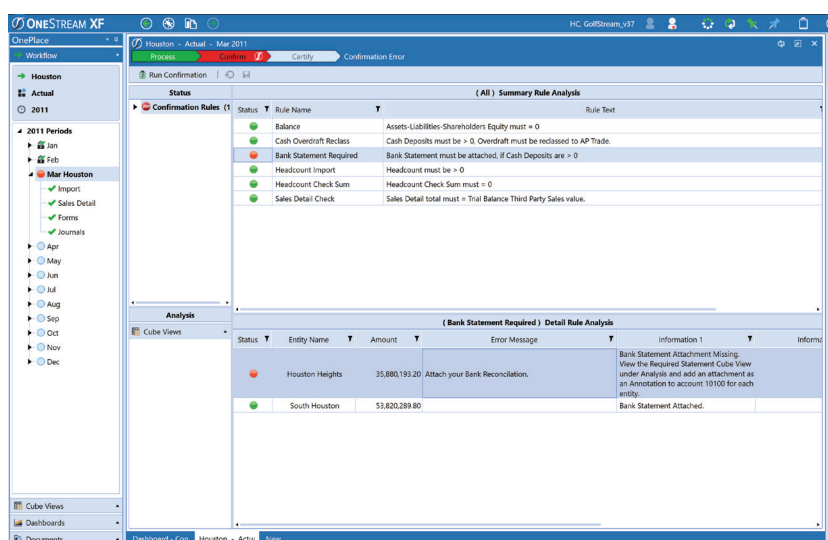 ONESTREAM XF
HC. GolfStream_v37
OnePlace
Workflow
Houston
Actual
2011
2011 Periods
Jan
Feb
Mar Houston
Import
Sales Detail
Forms
Journals
Apr
May
Jun
Jul
Aug
Sep
Oct
Nov
Dec
Cube Views
Dashboards
Documents
Houston - Actual - Mar 2011
Process
Confirm
Certify
Confirmation Error
Run Confirmation
Status
Confirmation Rules (1
Analysis
Cube Views
( All ) Summary Rule Analysis
Status Rule Name Rule Text
Balance Assets-Liabilities-Shareholders Equity must = 0
Cash Overdraft Reclass Cash Deposits must be > 0, Overdraft must be reclassed to AP Trade.
Bank Statement Required Bank Statement must be attached, if Cash Deposits are > 0
Headcount Import Headcount must be > 0
Headcount Check Sum Headcount Check Sum must = 0
Sales Detail Check Sales Detail total must = Trial Balance Third Party Sales value.
( Bank Statement Required ) Detail Rule Analysis
Status Entity Name Amount Error Message Information 1 Informa
Houston Heights 35,880,193.20 Attach your Bank Reconcilation.
Bank Statement Attachment Missing.
View the Required Statement Cube View
under Analysis and add an attachment as
an Annotation to account 10100 for each
entity.
South Houston 53,820,289.80 Bank Statement Attached.
Dashboard - Con Houston - Actu New